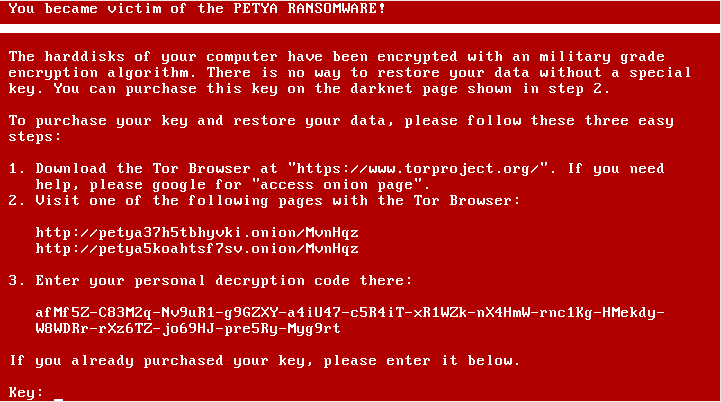 You became victim of the PETYA RANSOMWARE!
The harddisks of your computer have been encrypted with an military grade
encryption algorithm. There is no way to restore your data without a special
key. You can purchase this key on the darknet page shown in step 2.
To purchase your key and restore your data, please follow these three easy
steps:
1. Download the Tor Browser at "https://www.torproject.org/". If you need
help, please google for "access onion page".
2. Visit one of the following pages with the Tor Browser:
http://petya37h5tbhyvki.onion/MvnHqz
http://petya5koahtsf7sv.onion/MvnHqz
3. Enter your personal decryption code there:
afMf5Z-C83M2q-Nv9uR1-g9GZXY-a4iU47-c5R4iT-xR1WZk-nX4HmW-rnc1Kg-HMekdy-
W8WDRr-rXz6TZ-jo69HJ-pre5Ry-Myg9rt
If you already purchased your key, please enter it below.
Key: _